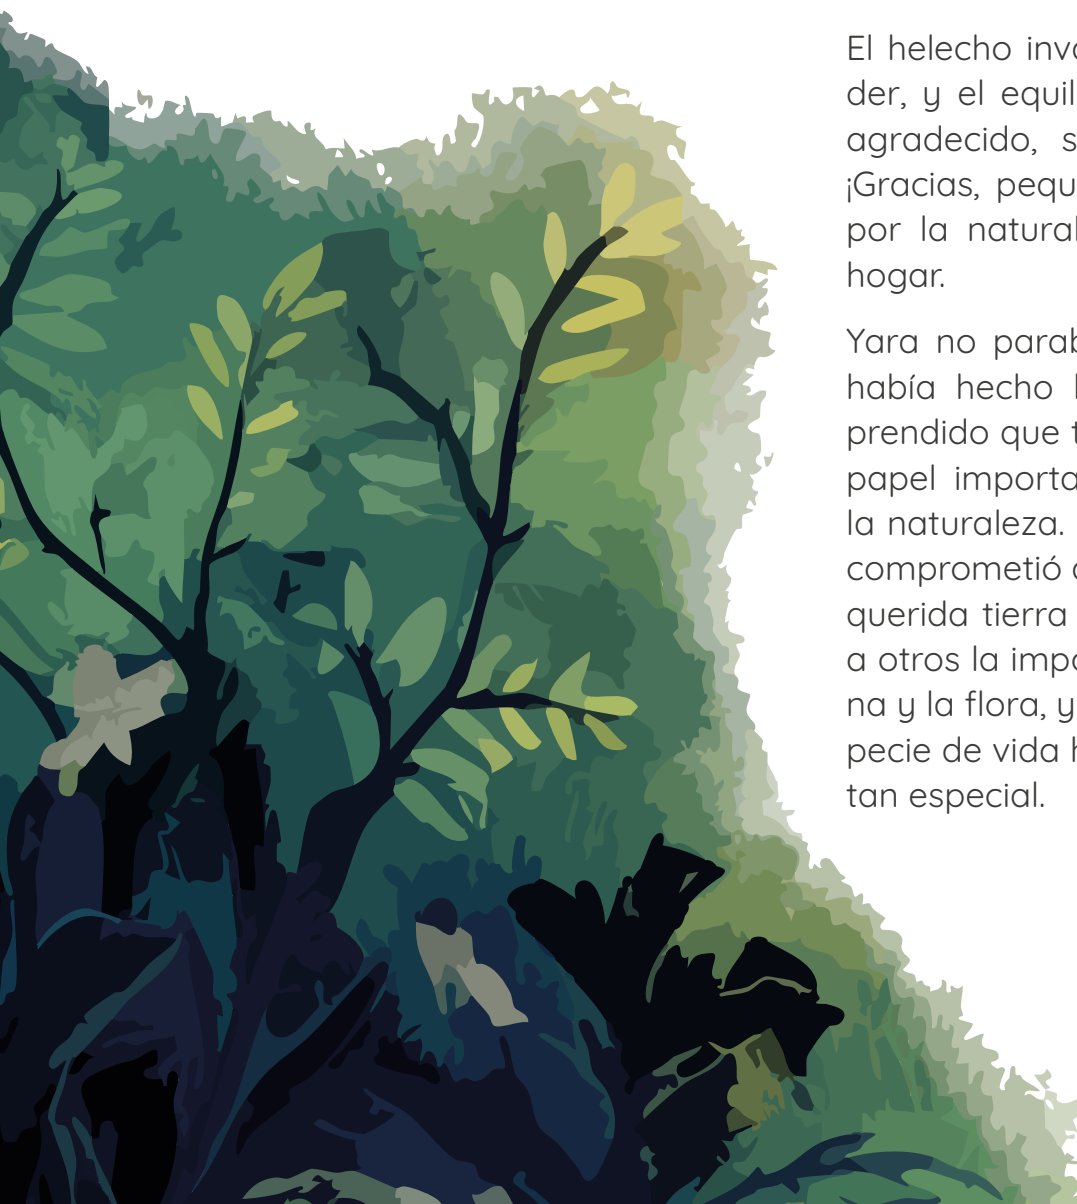 El helecho
der, y el
agradecido,
¡Gracias,
por la
hogar.
Yara no
había hecho
prendido que
papel
la naturaleza.
comprometió
querida tierra
a otros la
na y la flora, y
pecie de vida
tan especial.